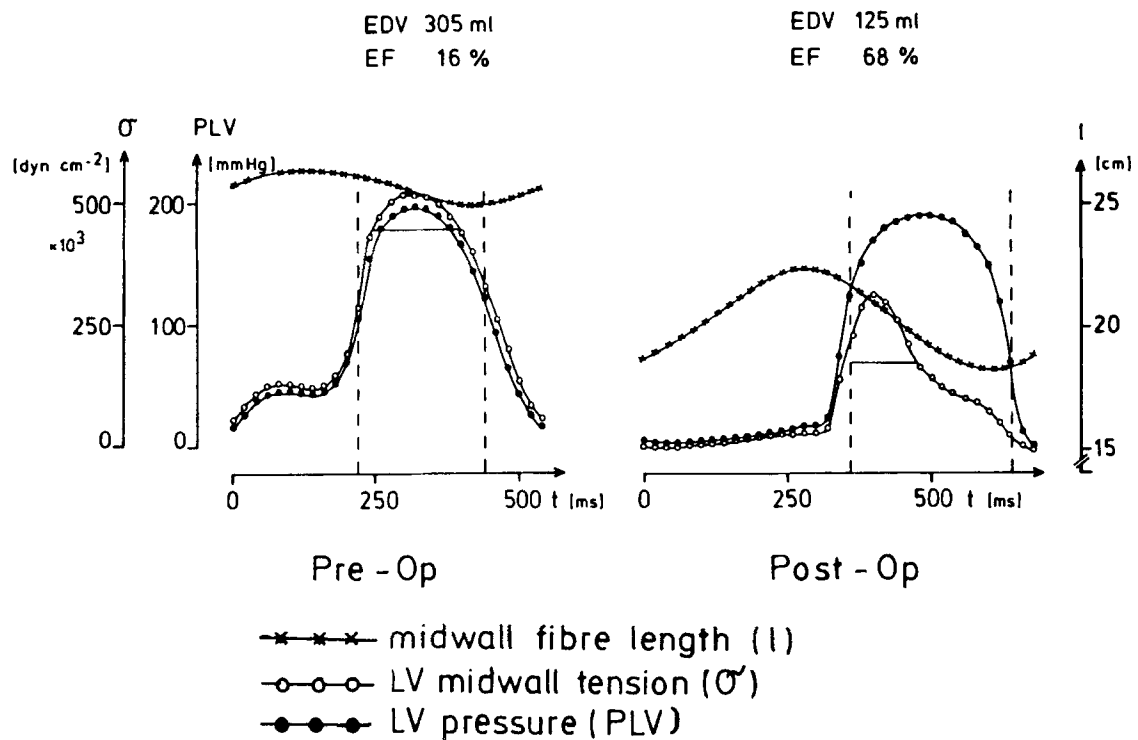 EDV 305 ml
EF 16 %
EDV 125 ml
EF 68 %
σ
PLV
l
[dyn cm-2]
[mmHg]
[cm]
500
×10³
250
0
200
100
0
25
20
15
0
250
500
t [ms]
0
250
500
t [ms]
Pre - Op
Post - Op
midwall fibre length (l)
LV midwall tension (σ)
LV pressure (PLV)